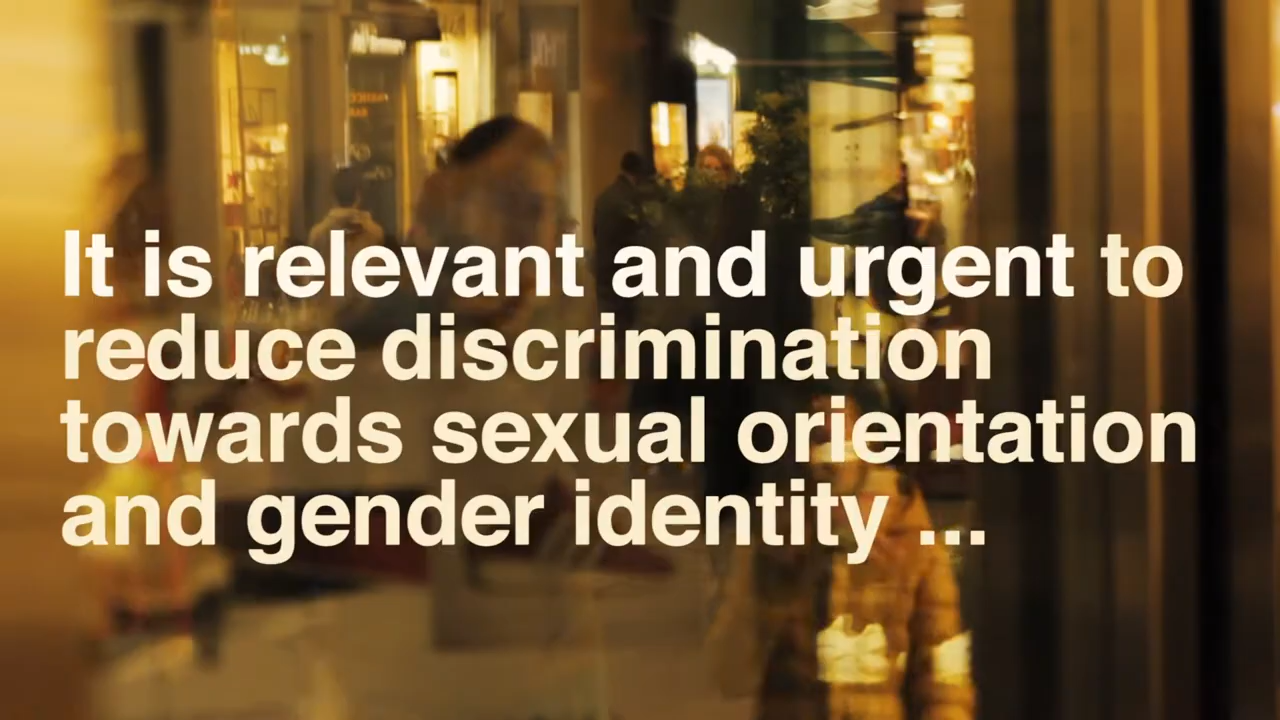 It is relevant and urgent to
reduce discrimination
towards sexual orientation
and gender identity ...